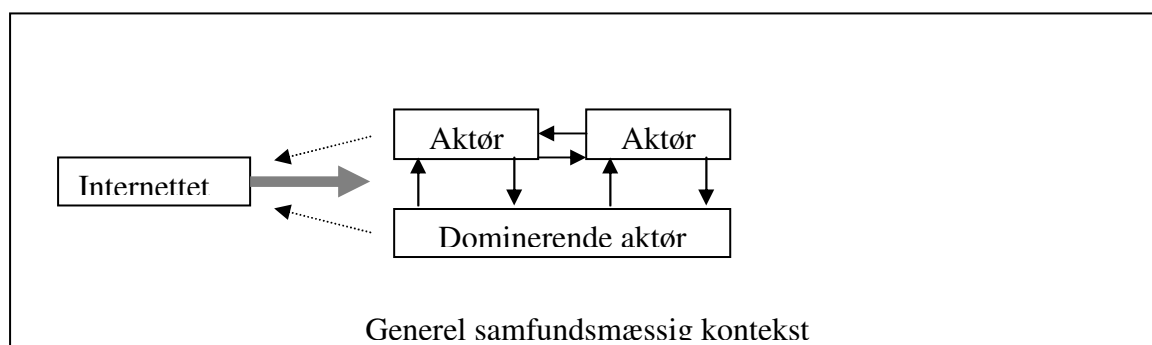 Aktør Aktør
Internettet
Dominerende aktør
Generel samfundsmæssig kontekst